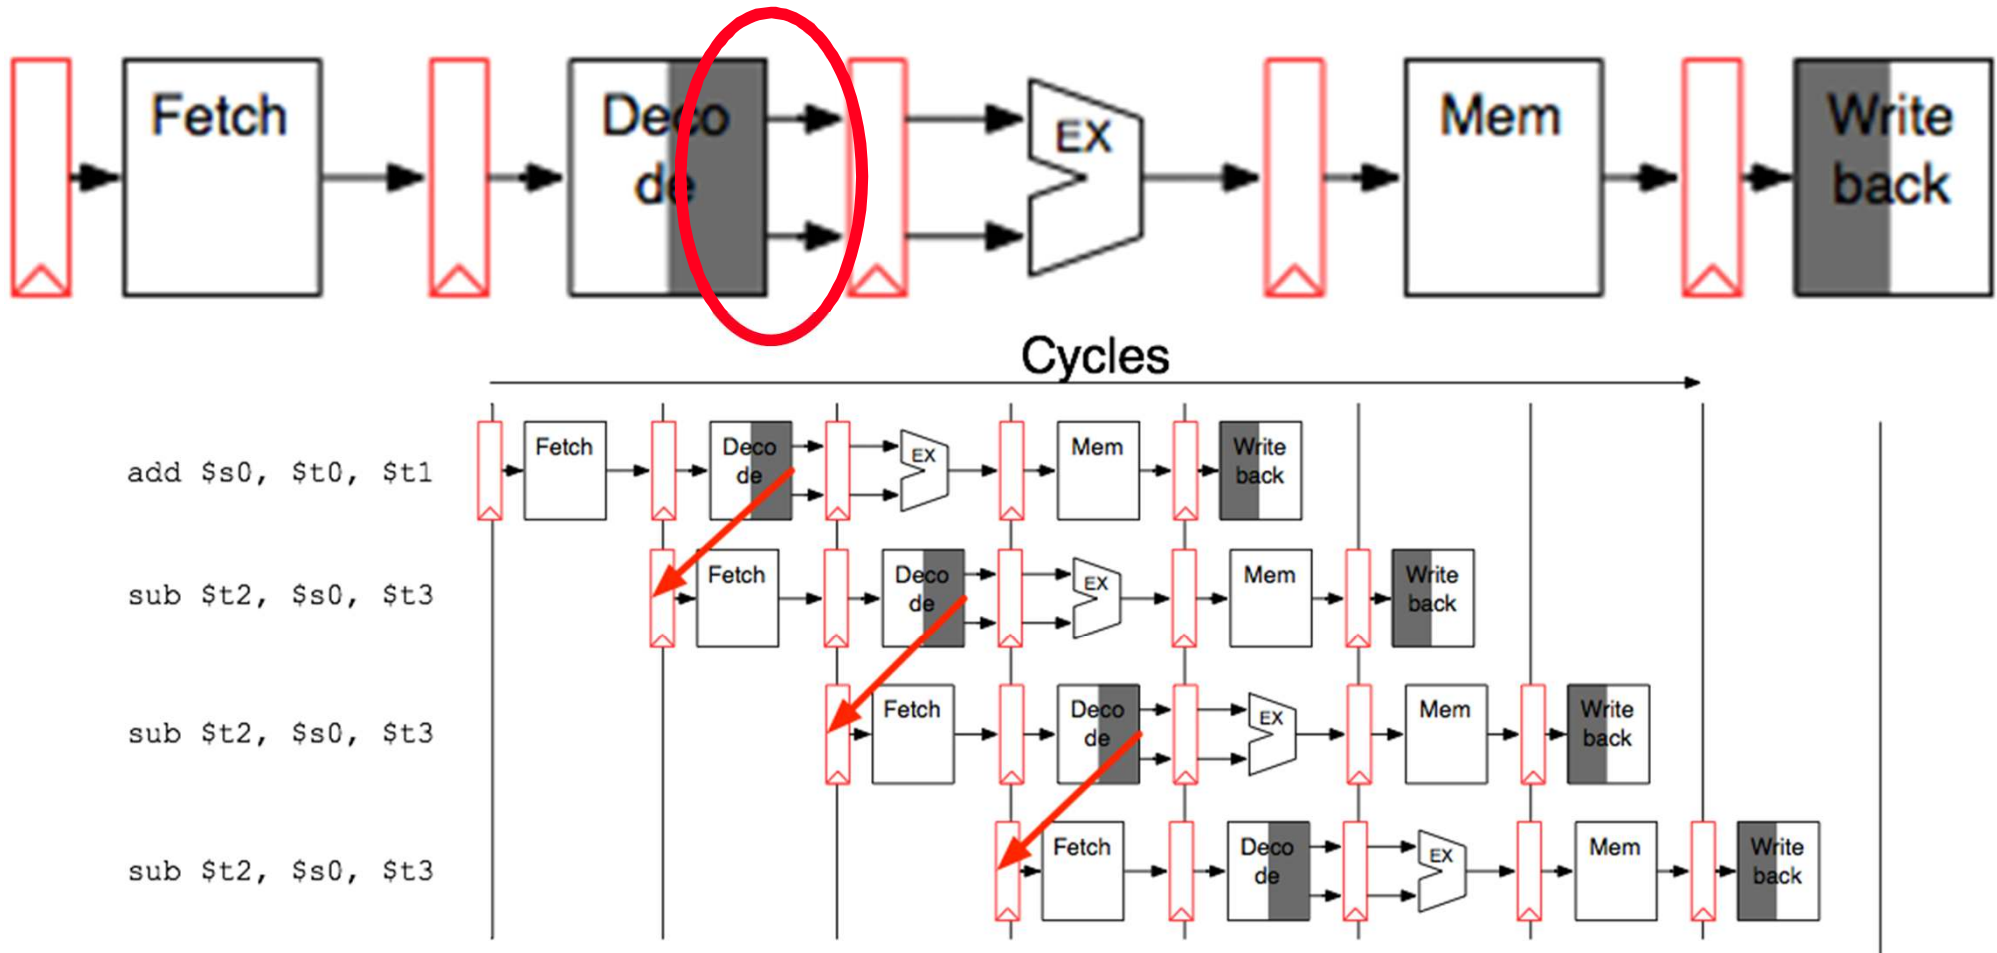 Fetch
Deco
de
EX
Mem
Write
back
Cycles
add $s0, $t0, $t1
Fetch
Deco
de
EX
Mem
Write
back
sub $t2, $s0, $t3
Fetch
Deco
de
EX
Mem
Write
back
sub $t2, $s0, $t3
Fetch
Deco
de
EX
Mem
Write
back
sub $t2, $s0, $t3
Fetch
Deco
de
EX
Mem
Write
back